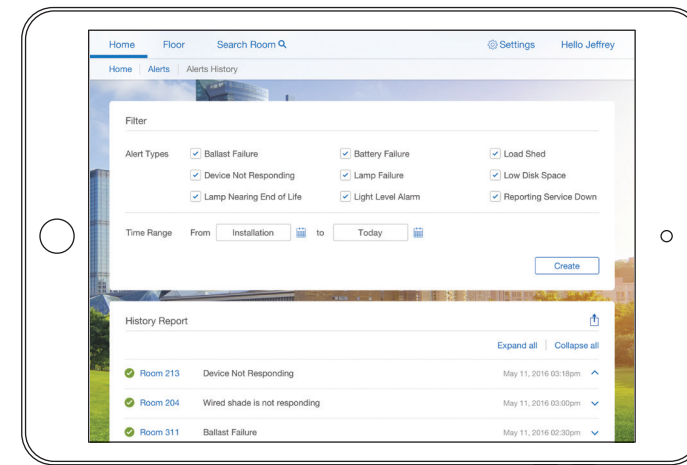 Home Floor Search Room Settings Hello Jeffrey
Home Alerts Alerts History
Filter
Alert Types Ballast Failure Battery Failure Load Shed
Device Not Responding Lamp Failure Low Disk Space
Lamp Nearing End of Life Light Level Alarm Reporting Service Down
Time Range From Installation to Today
Create
History Report
Expand all Collapse all
Room 213 Device Not Responding May 11, 2016 03:18pm
Room 204 Wired shade is not responding May 11, 2016 03:00pm
Room 311 Ballast Failure May 11, 2016 02:30pm